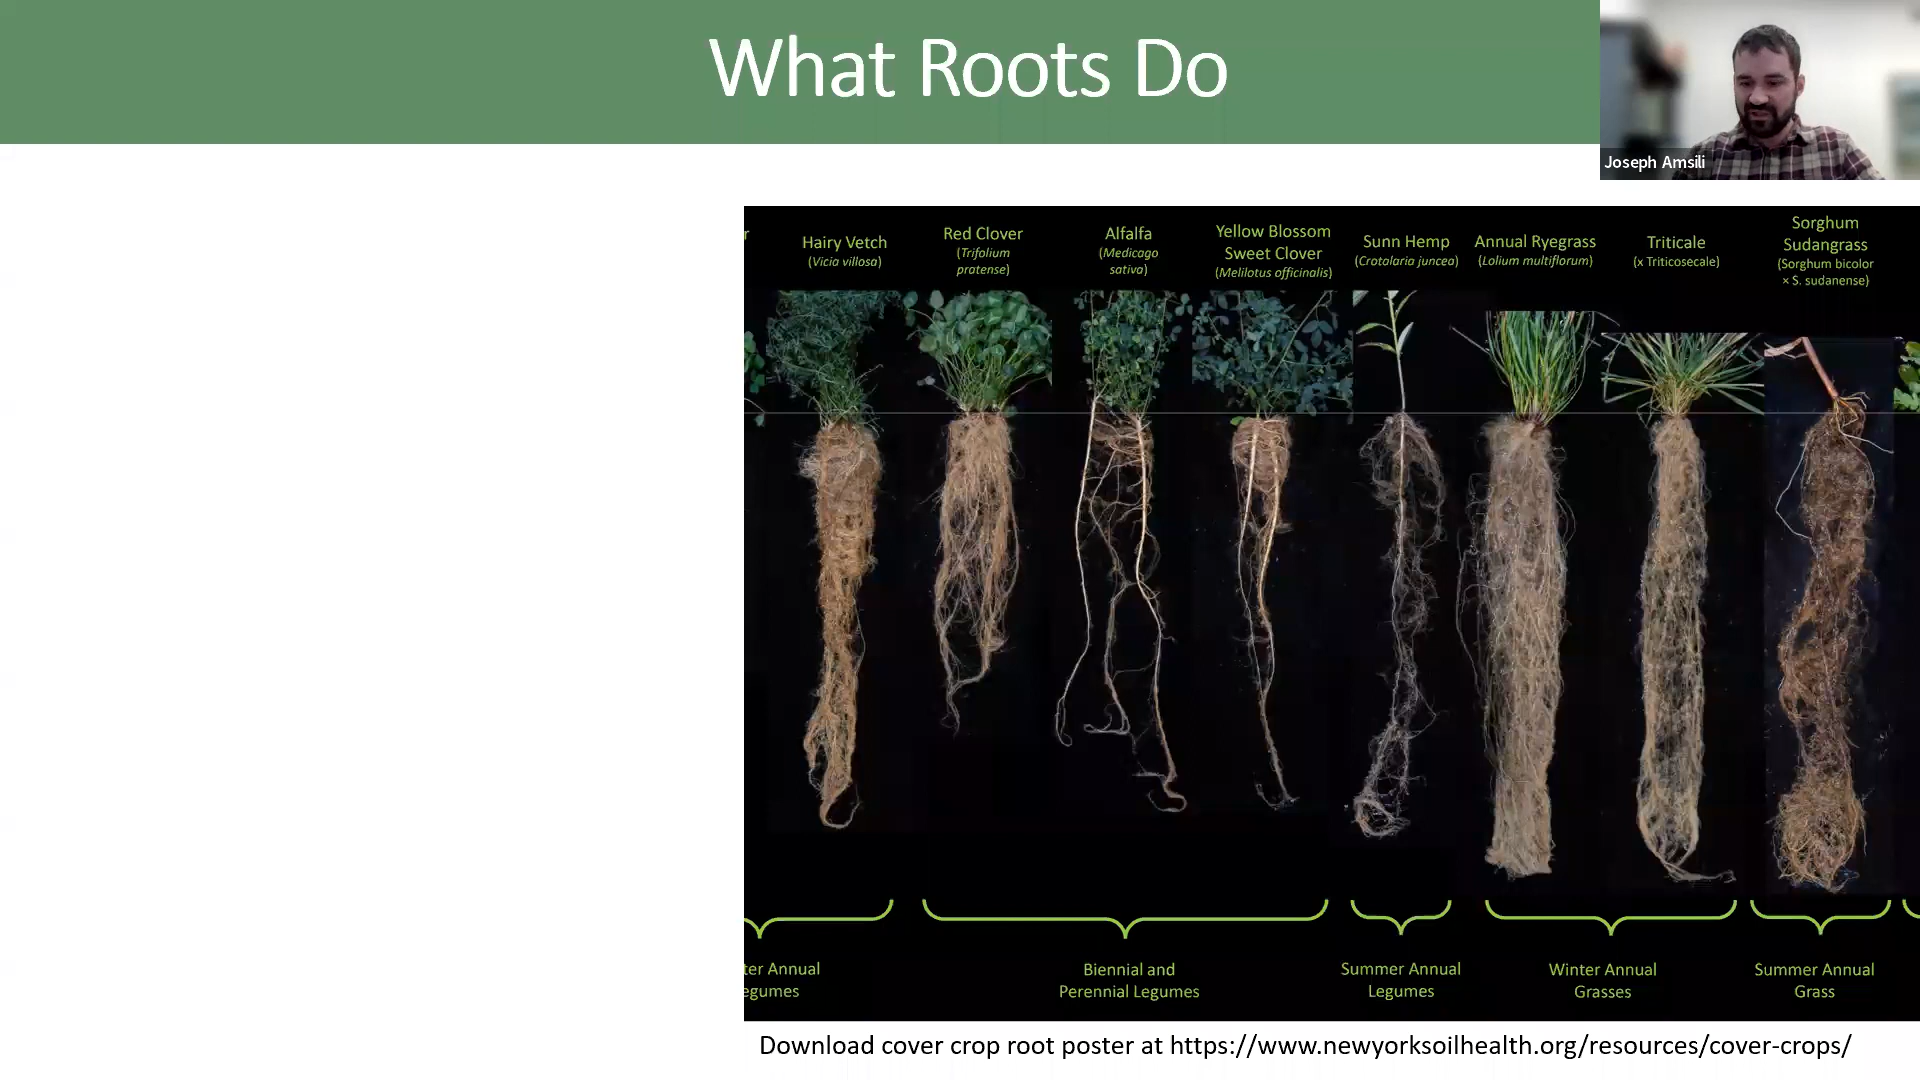 What Roots Do
Joseph Amsili
r
Hairy Vetch
(Vicia villosa)
Red Clover
(Trifolium
pratense)
Alfalfa
(Medicago
sativa)
Yellow Blossom
Sweet Clover
(Melilotus officinalis)
Sunn Hemp
(Crotalaria juncea)
Annual Ryegrass
(Lolium multiflorum)
Triticale
(x Triticosecale)
Sorghum
Sudangrass
(Sorghum bicolor
× S. sudanense)
ter Annual
egumes
Biennial and
Perennial Legumes
Summer Annual
Legumes
Winter Annual
Grasses
Summer Annual
Grass
Download cover crop root poster at https://www.newyorksoilhealth.org/resources/cover-crops/